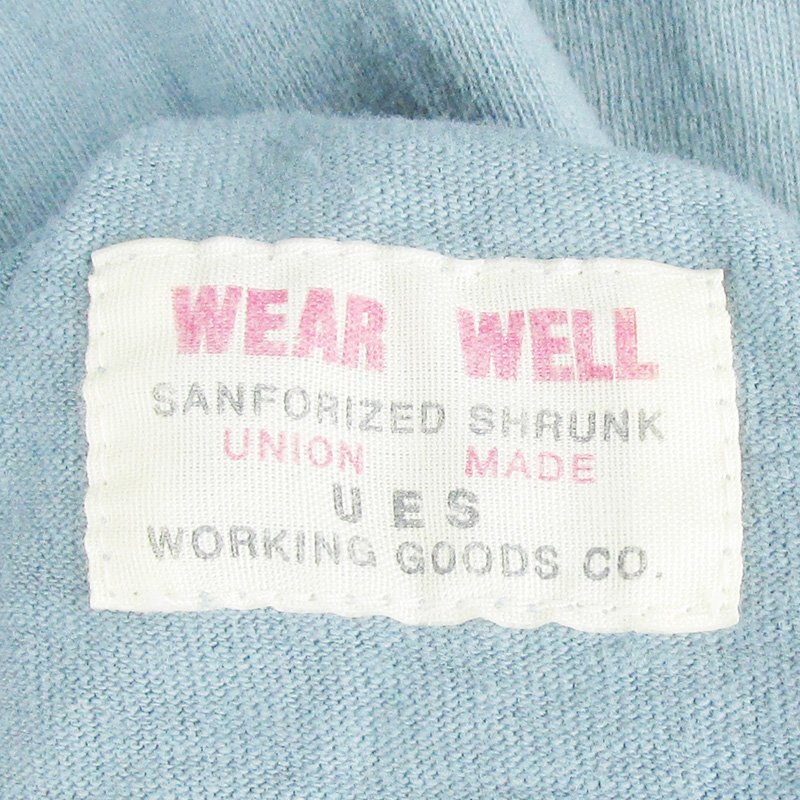 WEAR WELL
SANFORIZED SHRUNK
UNION MADE
UES
WORKING GOODS CO.